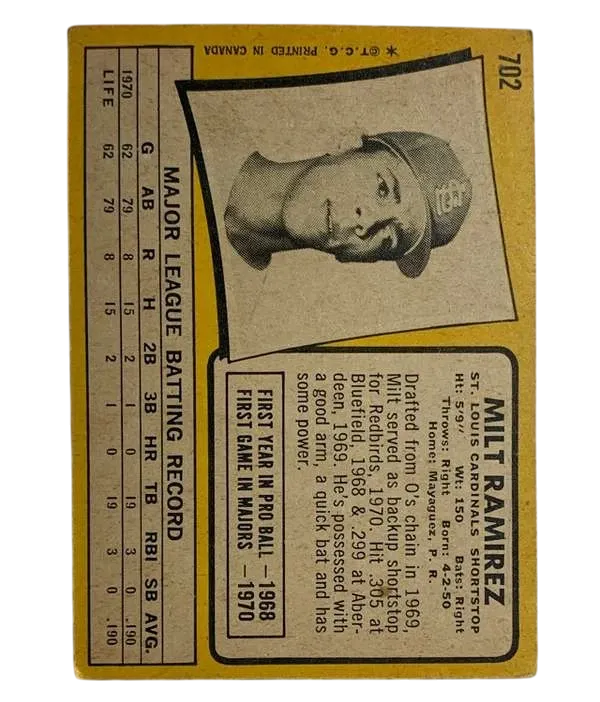 702
MILT RAMIREZ
ST. LOUIS CARDINALS SHORTSTOP
Ht: 5'9" Wt: 150 Bats: Right
Throws: Right Born: 4-2-50
Home: Mayaguez, P. R.
Drafted from O's chain in 1969,
Milt served as backup shortstop
for Redbirds, 1970. Hit .305 at
Bluefield, 1968 & .299 at Aber-
deen, 1969. He's possessed with
a good arm, a quick bat and has
some power.
FIRST YEAR IN PRO BALL — 1968
FIRST GAME IN MAJORS — 1970
MAJOR LEAGUE BATTING RECORD
G AB R H 2B 3B HR TB RBI SB AVG.
1970 62 79 8 15 2 1 0 19 3 0 .190
LIFE 62 79 8 15 2 1 0 19 3 0 .190
✶ ©T.C.G. PRINTED IN CANADA